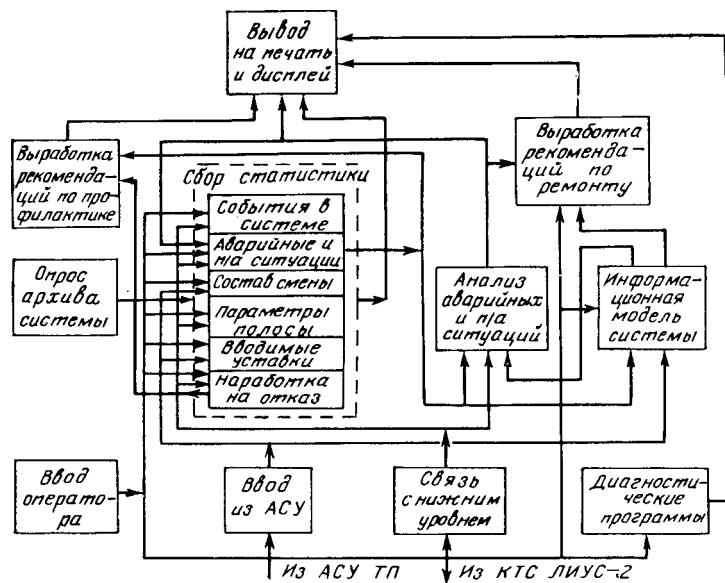 Вывод
на печать
и дисплей
Выработка
рекоменда-
ций по про-
филактике
Сбор статистики
События в
системе
Аварийные и
п/а ситуации
Состав смены
Параметры
полосы
Вводимые
уставки
Наработка
на отказ
Выработка
рекоменда-
ций по
ремонту
Опрос
архива
системы
Анализ
аварийных
и п/а
ситуаций
Информа-
ционная
модель
системы
Ввод
операто-
ра
Ввод
из АСУ
Связь
с нижним
уровнем
Диагности-
ческие
программы
Из АСУ ТП
Из КТС ЛИУС-2